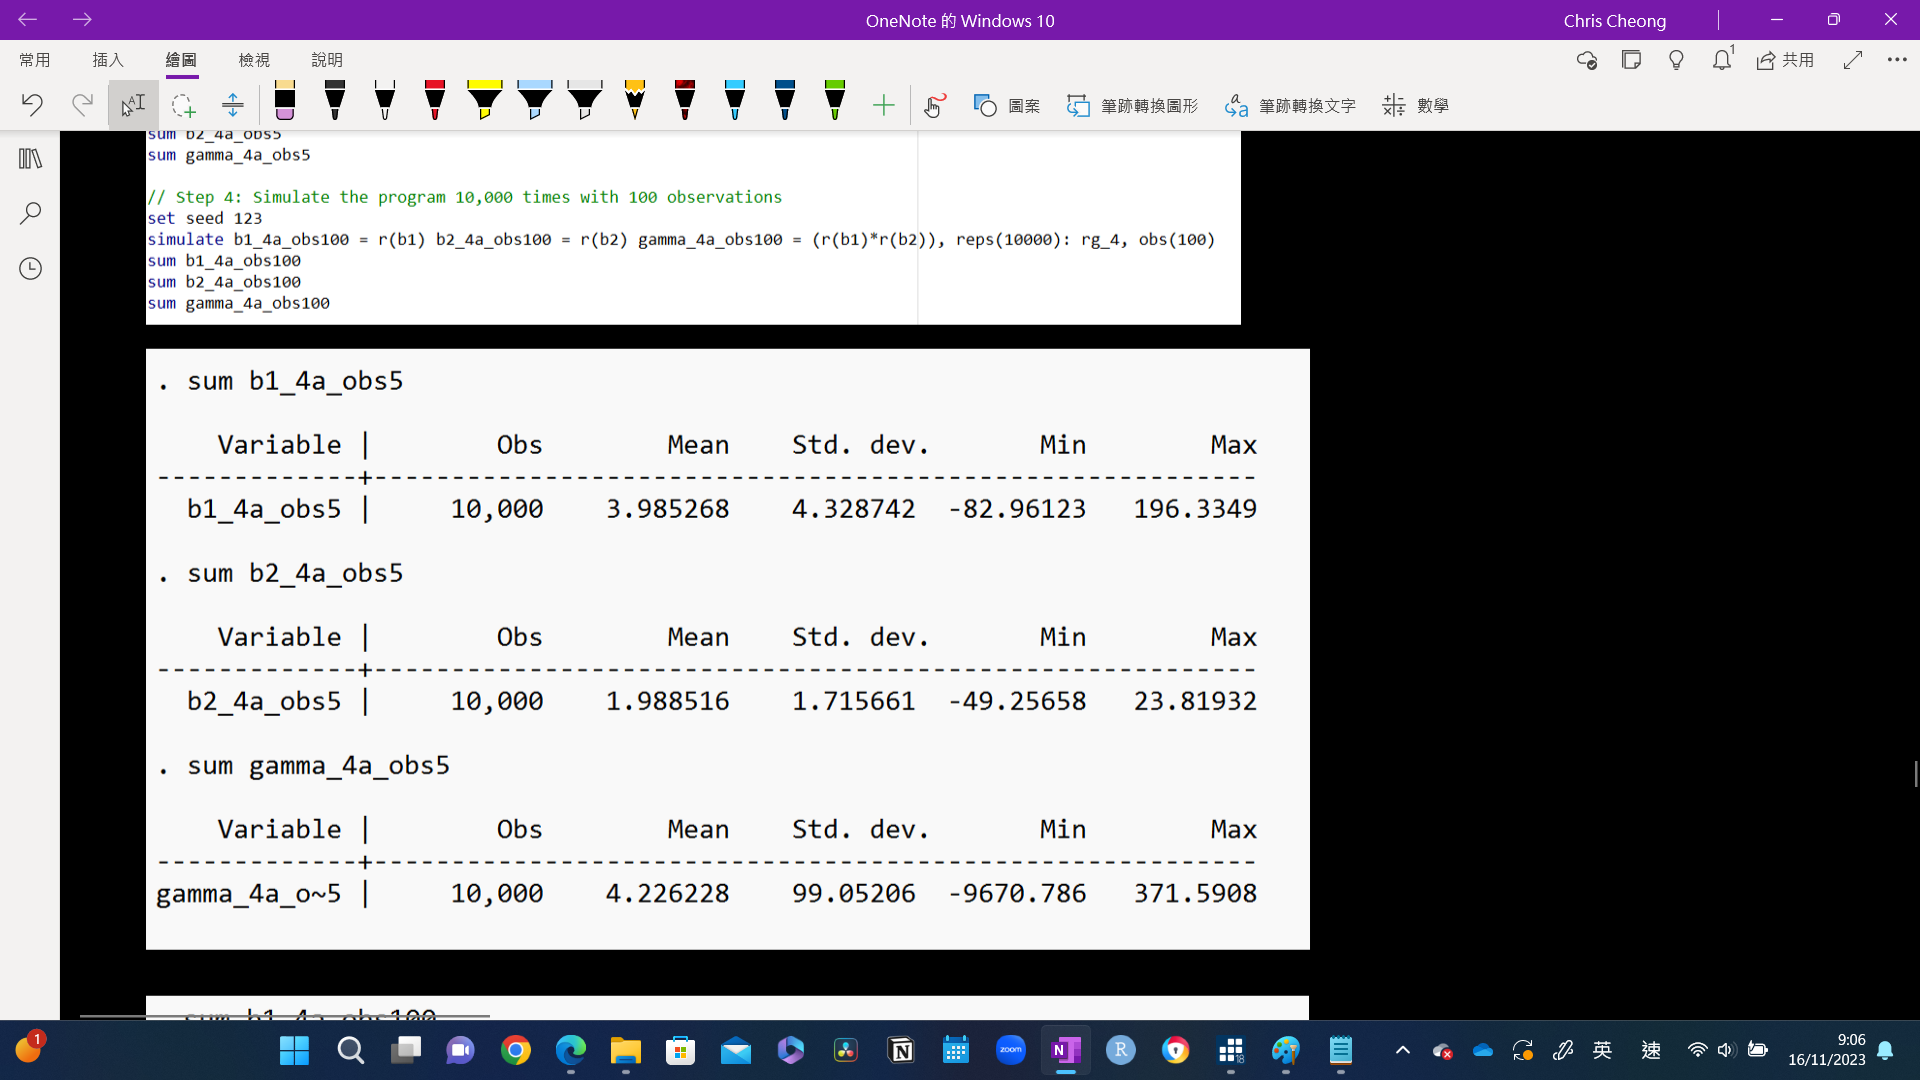 OneNote 的 Windows 10
Chris Cheong
常用 插入 繪圖 檢視 說明
1
共用
圖案
筆跡轉換圖形
筆跡轉換文字
數學
sum b2_4a_obs5
sum gamma_4a_obs5
// Step 4: Simulate the program 10,000 times with 100 observations
set seed 123
simulate b1_4a_obs100 = r(b1) b2_4a_obs100 = r(b2) gamma_4a_obs100 = (r(b1)*r(b2)), reps(10000): rg_4, obs(100)
sum b1_4a_obs100
sum b2_4a_obs100
sum gamma_4a_obs100
. sum b1_4a_obs5
Variable | Obs Mean Std. dev. Min Max
-------------+---------------------------------------------------------
b1_4a_obs5 | 10,000 3.985268 4.328742 -82.96123 196.3349
. sum b2_4a_obs5
Variable | Obs Mean Std. dev. Min Max
-------------+---------------------------------------------------------
b2_4a_obs5 | 10,000 1.988516 1.715661 -49.25658 23.81932
. sum gamma_4a_obs5
Variable | Obs Mean Std. dev. Min Max
-------------+---------------------------------------------------------
gamma_4a_o~5 | 10,000 4.226228 99.05206 -9670.786 371.5908
. sum b1_4a_obs100
1
zoom
N
R
18
英
速
9:06
16/11/2023